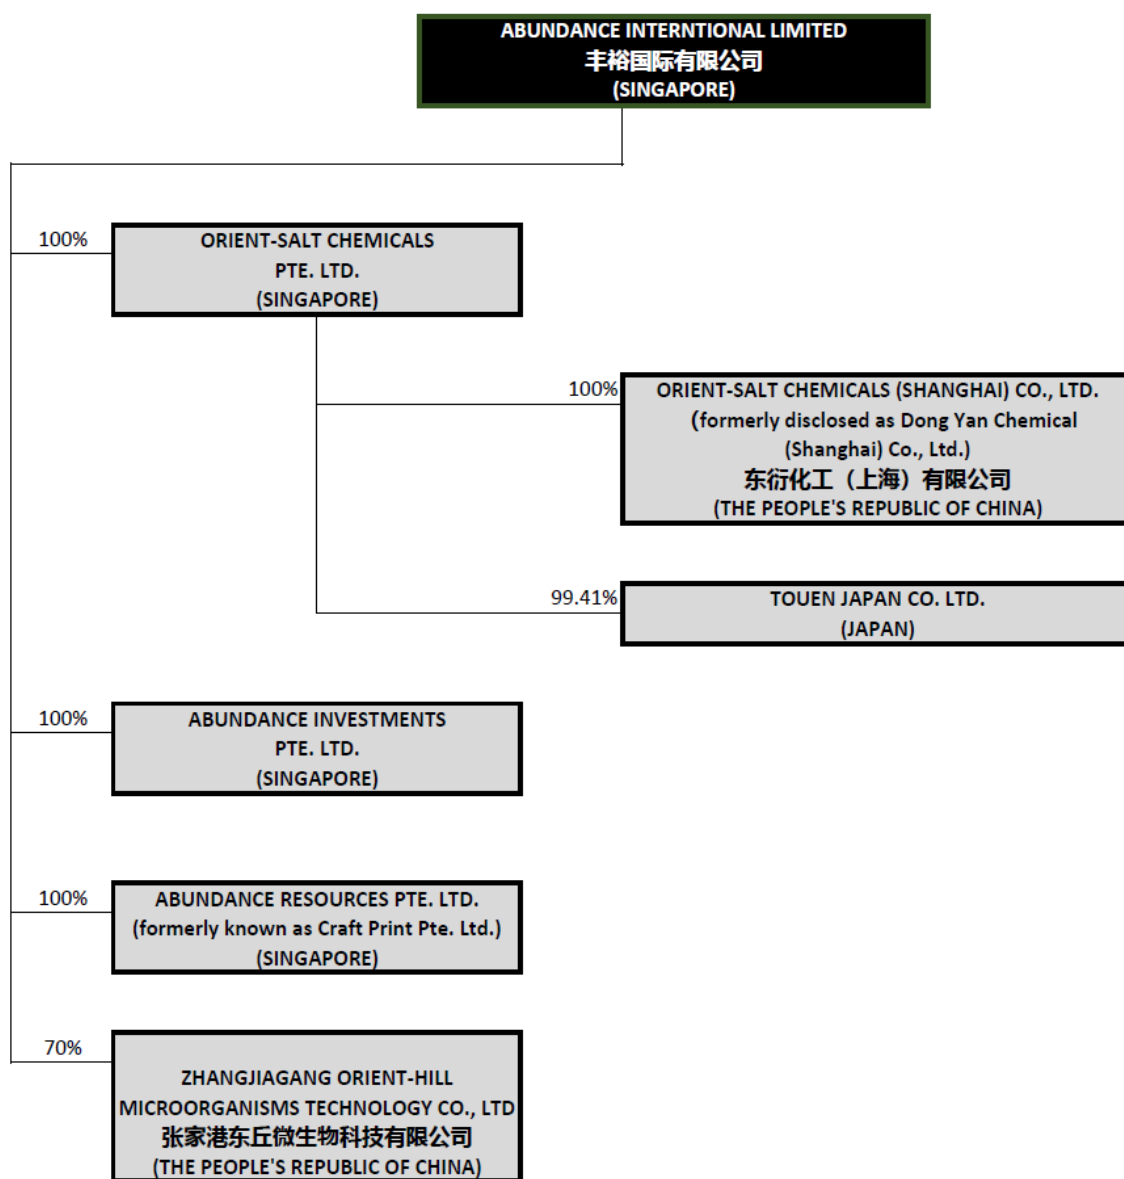 ABUNDANCE INTERNTIONAL LIMITED
丰裕国际有限公司
(SINGAPORE)
100%
ORIENT-SALT CHEMICALS
PTE. LTD.
(SINGAPORE)
100%
ORIENT-SALT CHEMICALS (SHANGHAI) CO., LTD.
(formerly disclosed as Dong Yan Chemical
(Shanghai) Co., Ltd.)
东衍化工（上海）有限公司
(THE PEOPLE'S REPUBLIC OF CHINA)
99.41%
TOUEN JAPAN CO. LTD.
(JAPAN)
100%
ABUNDANCE INVESTMENTS
PTE. LTD.
(SINGAPORE)
100%
ABUNDANCE RESOURCES PTE. LTD.
(formerly known as Craft Print Pte. Ltd.)
(SINGAPORE)
70%
ZHANGJIAGANG ORIENT-HILL
MICROORGANISMS TECHNOLOGY CO., LTD
张家港东丘微生物科技有限公司
(THE PEOPLE'S REPUBLIC OF CHINA)